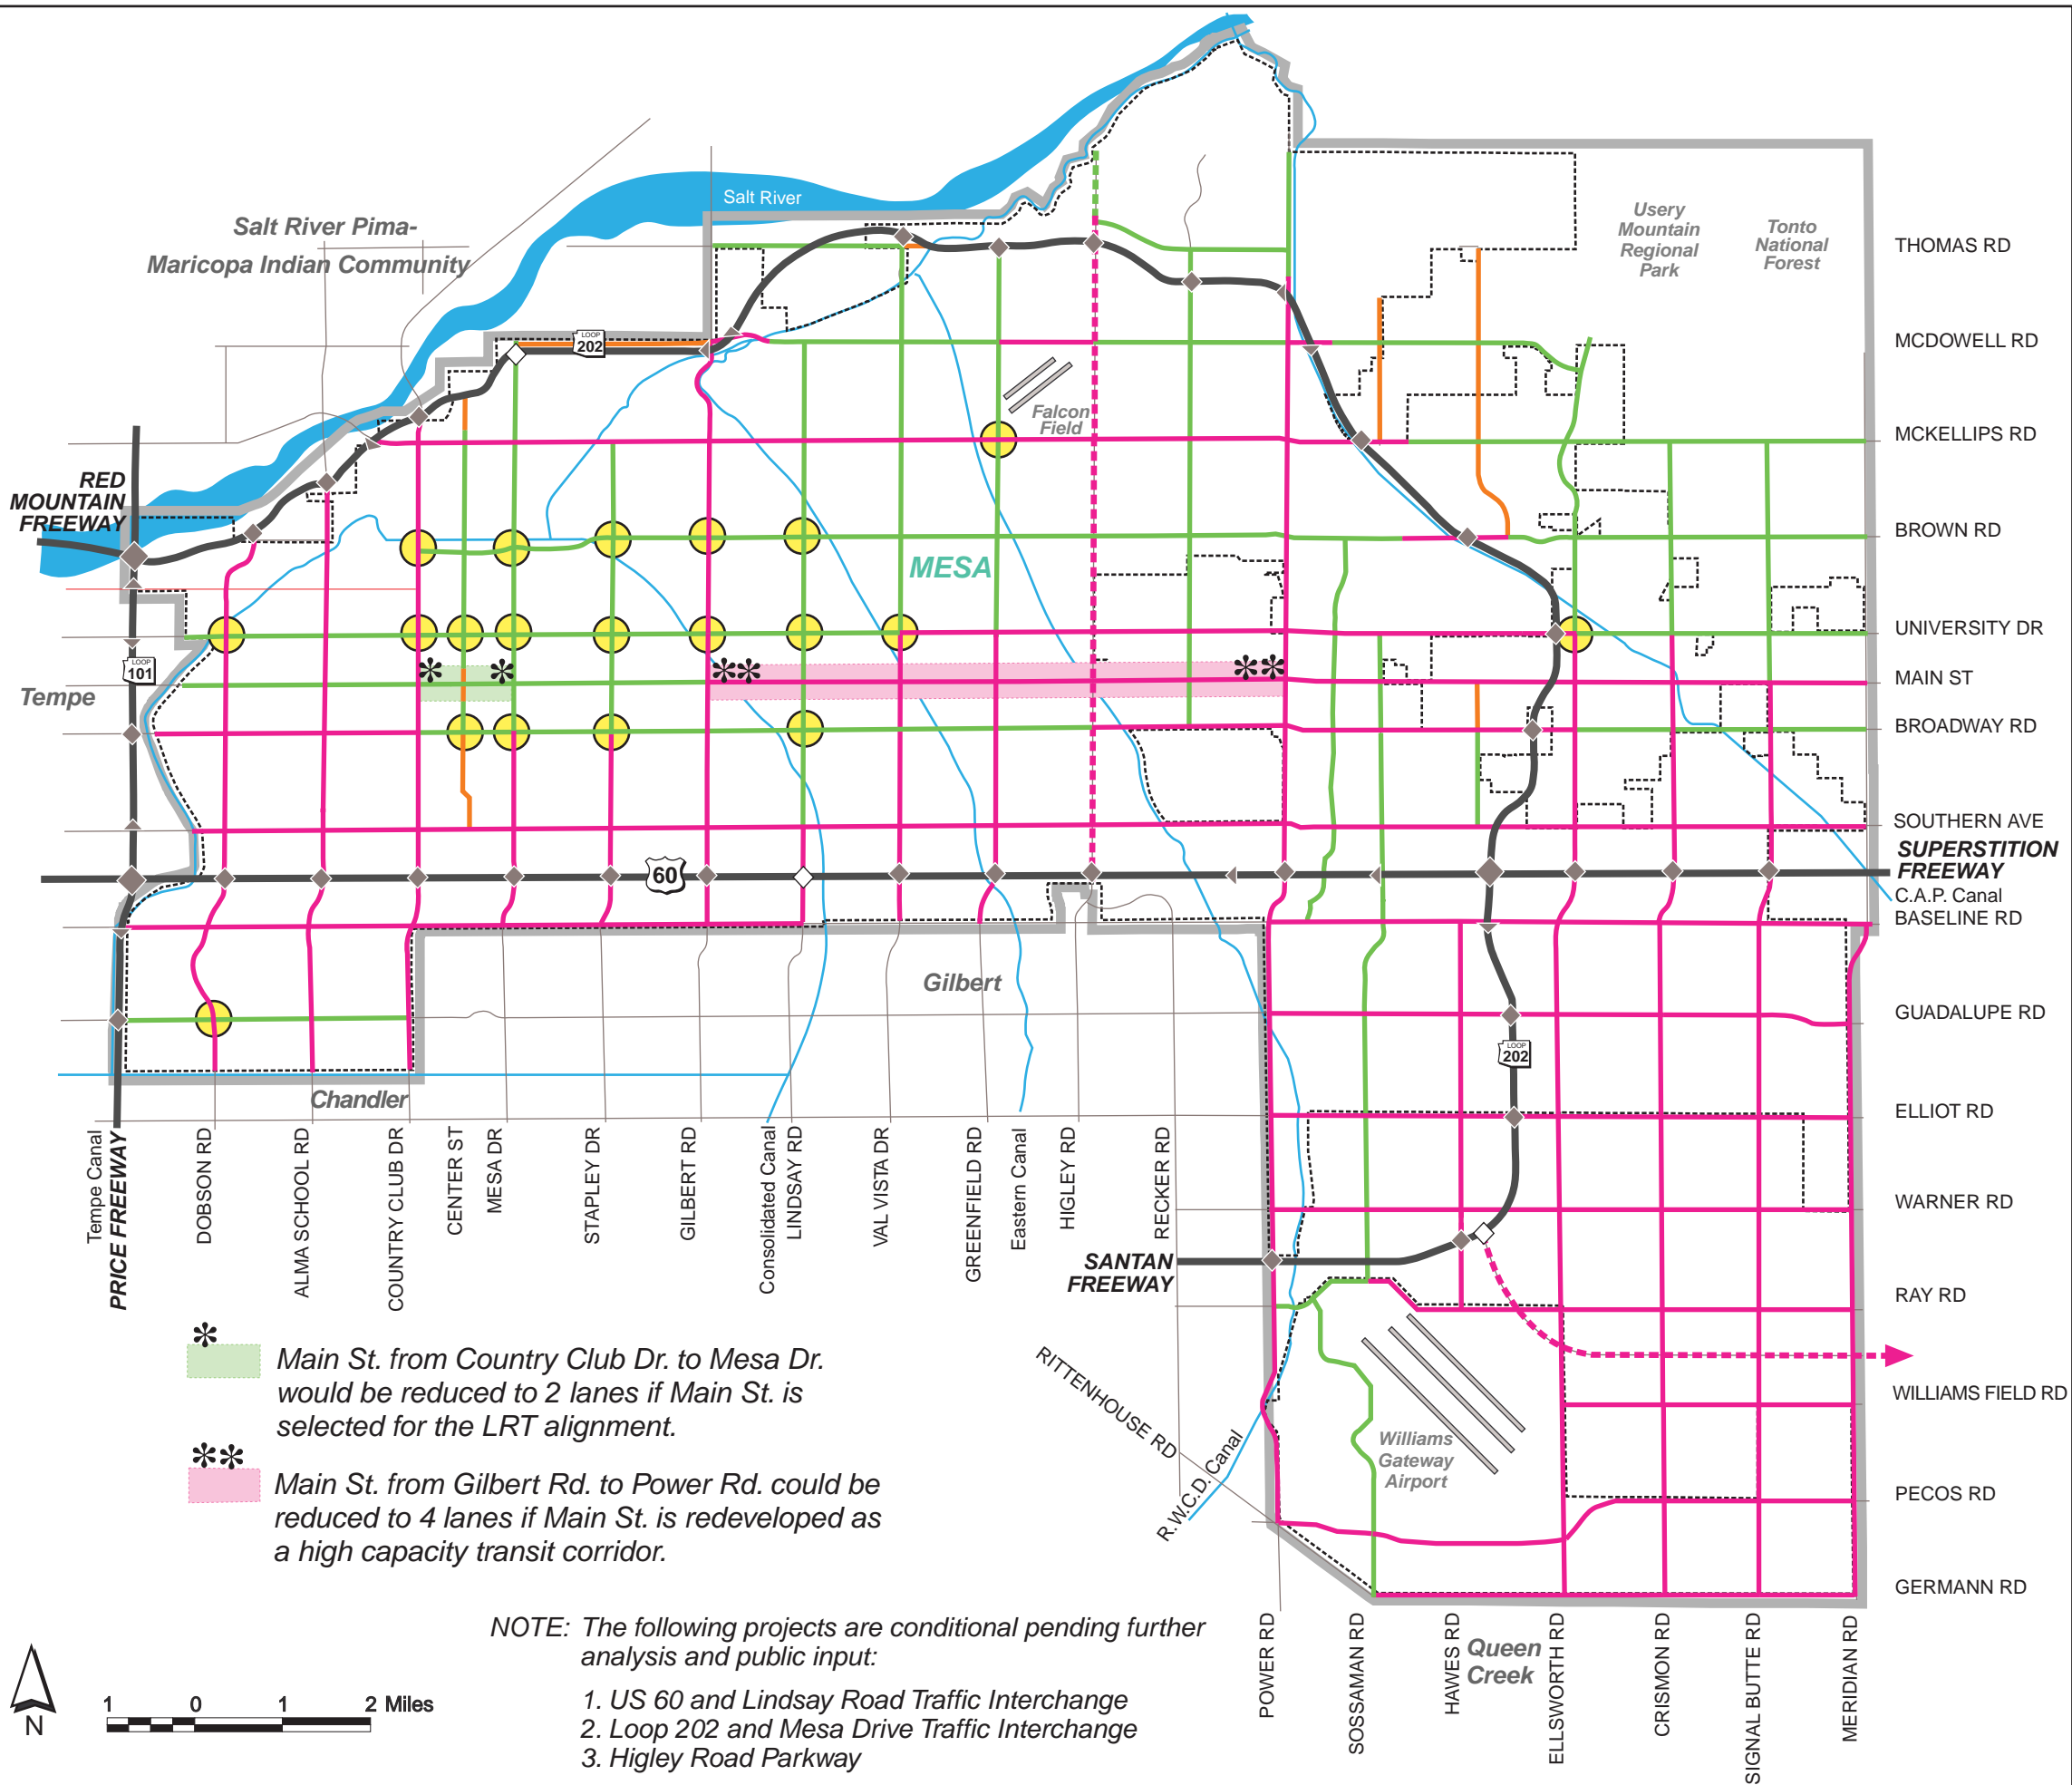 Salt River
Salt River Pima-
Maricopa Indian Community
Usery
Mountain
Regional
Park
Tonto
National
Forest
THOMAS RD
LOOP
202
MCDOWELL RD
Falcon
Field
MCKELLIPS RD
RED
MOUNTAIN
FREEWAY
BROWN RD
MESA
UNIVERSITY DR
LOOP
101
* * ** **
MAIN ST
Tempe
BROADWAY RD
SOUTHERN AVE
60
SUPERSTITION
FREEWAY
C.A.P. Canal
BASELINE RD
Gilbert
GUADALUPE RD
LOOP
202
Chandler
ELLIOT RD
Tempe Canal
PRICE FREEWAY
DOBSON RD
ALMA SCHOOL RD
COUNTRY CLUB DR
CENTER ST
MESA DR
STAPLEY DR
GILBERT RD
Consolidated Canal
LINDSAY RD
VAL VISTA DR
GREENFIELD RD
Eastern Canal
HIGLEY RD
RECKER RD
WARNER RD
SANTAN
FREEWAY
RAY RD
RITTENHOUSE RD
R.W.C.D. Canal
WILLIAMS FIELD RD
Williams
Gateway
Airport
PECOS RD
GERMANN RD
*
Main St. from Country Club Dr. to Mesa Dr.
would be reduced to 2 lanes if Main St. is
selected for the LRT alignment.
**
Main St. from Gilbert Rd. to Power Rd. could be
reduced to 4 lanes if Main St. is redeveloped as
a high capacity transit corridor.
NOTE: The following projects are conditional pending further
analysis and public input:
1. US 60 and Lindsay Road Traffic Interchange
2. Loop 202 and Mesa Drive Traffic Interchange
3. Higley Road Parkway
POWER RD
SOSSAMAN RD
HAWES RD
Queen
Creek
ELLSWORTH RD
CRISMON RD
SIGNAL BUTTE RD
MERIDIAN RD
N
1 0 1 2 Miles